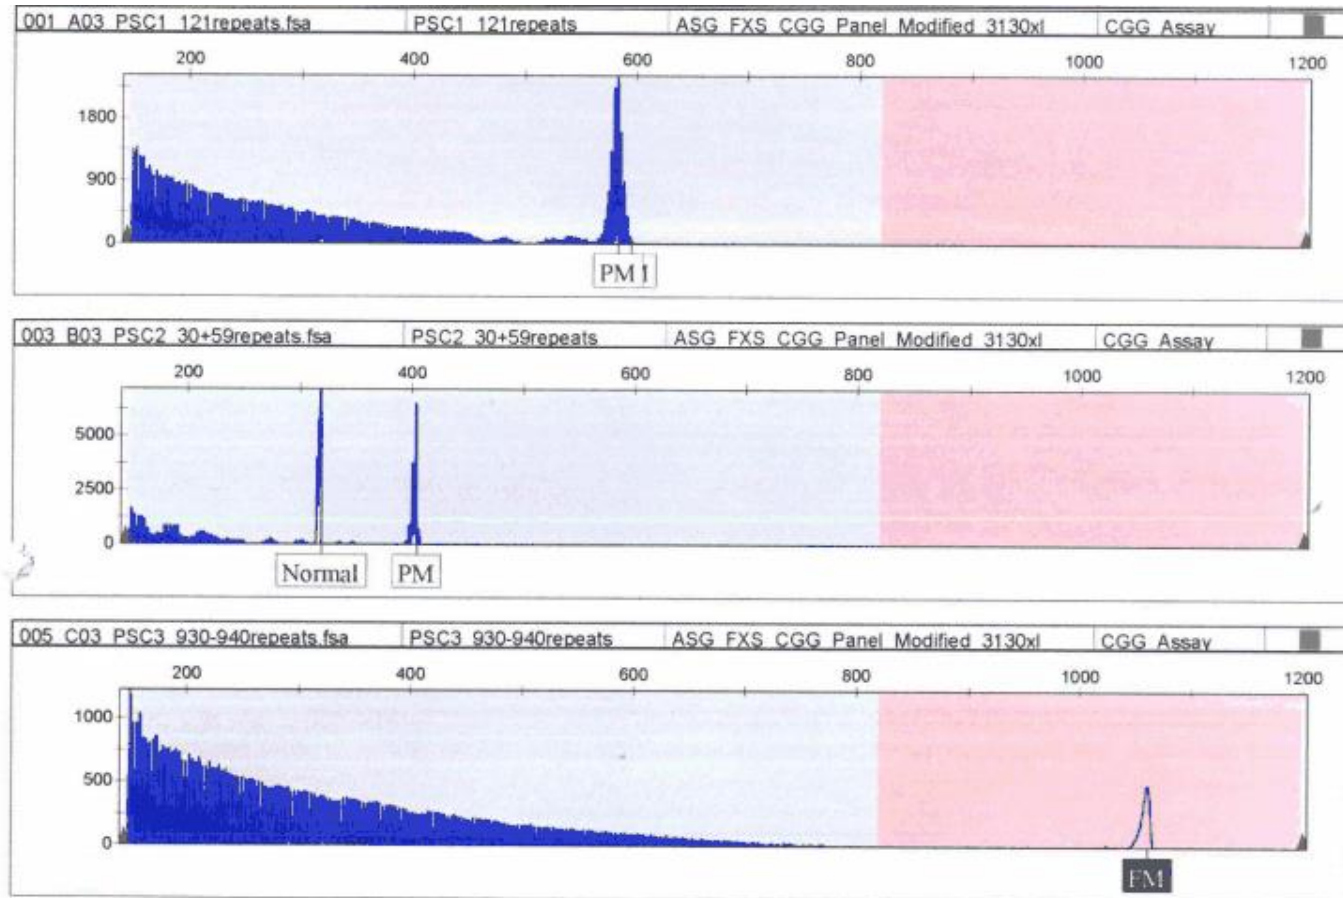 001 A03 PSC1 121repeats.fsa PSC1 121repeats ASG FXS CGG Panel Modified 3130xl CGG Assay
200 400 600 800 1000 1200
1800
900
0
PM
003 B03 PSC2 30+59repeats.fsa PSC2 30+59repeats ASG FXS CGG Panel Modified 3130xl CGG Assay
200 400 600 800 1000 1200
5000
2500
0
Normal PM
005 C03 PSC3 930-940repeats.fsa PSC3 930-940repeats ASG FXS CGG Panel Modified 3130xl CGG Assay
200 400 600 800 1000 1200
1000
500
0
FM